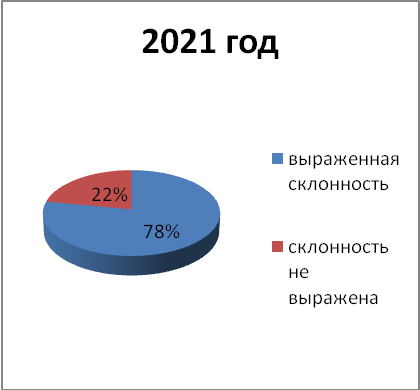 2021 год
22%
78%
выраженная
склонность
склонность
не
выражена